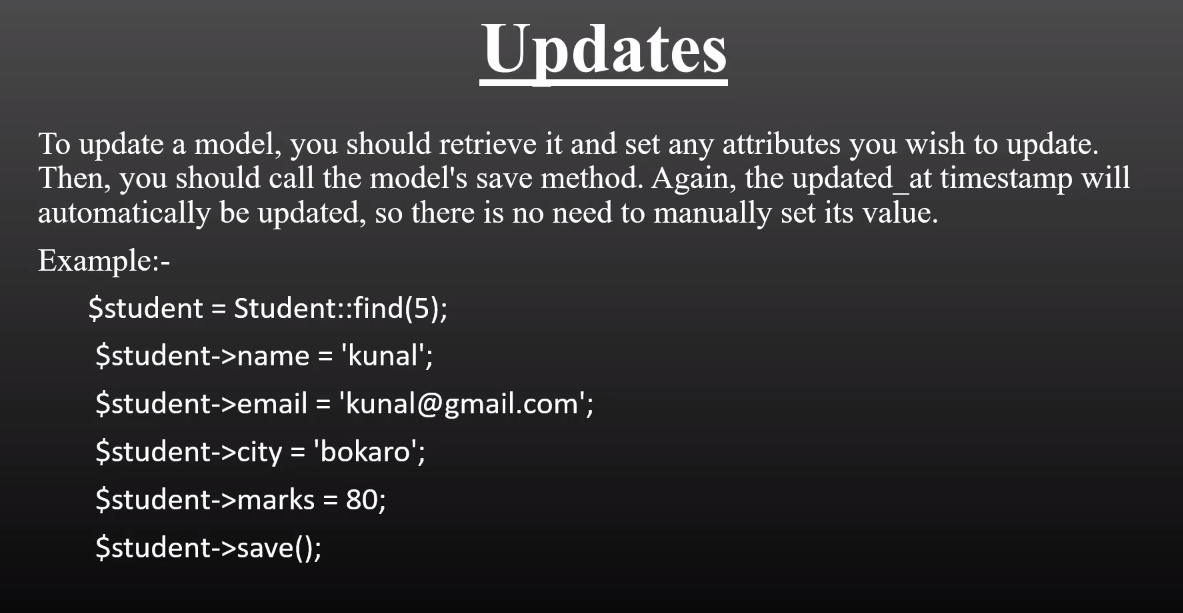 Updates
To update a model, you should retrieve it and set any attributes you wish to update.
Then, you should call the model's save method. Again, the updated_at timestamp will
automatically be updated, so there is no need to manually set its value.
Example:-
$student = Student::find(5);
$student->name = 'kunal';
$student->email = 'kunal@gmail.com';
$student->city = 'bokaro';
$student->marks = 80;
$student->save();